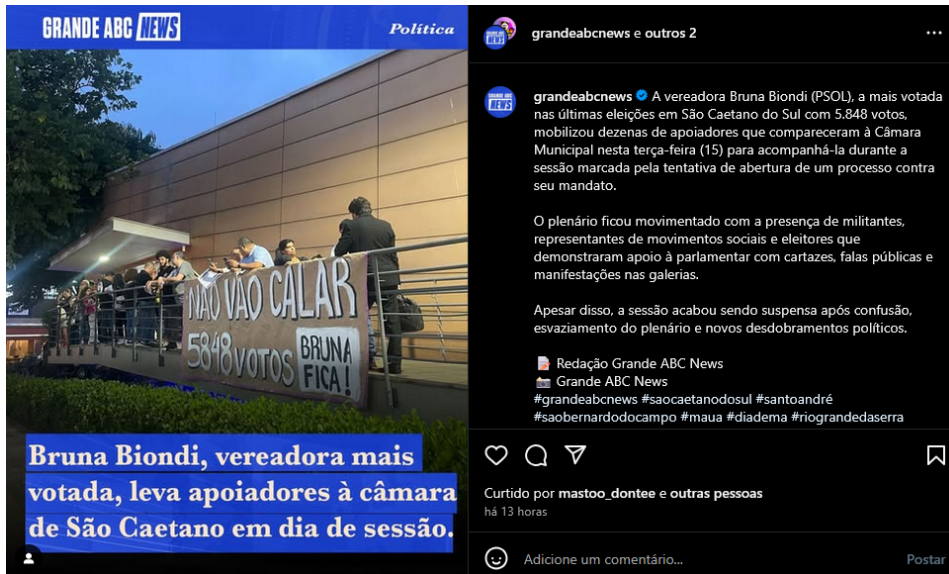 GRANDE ABC NEWS
Política
NÃO VÃO CALAR
5848 VOTOS
BRUNA
FICA!
Bruna Biondi, vereadora mais
votada, leva apoiadores à câmara
de São Caetano em dia de sessão.
GRANDE ABC
NEWS
grandeabcnews e outros 2
GRANDE ABC
NEWS
grandeabcnews A vereadora Bruna Biondi (PSOL), a mais votada
nas últimas eleições em São Caetano do Sul com 5.848 votos,
mobilizou dezenas de apoiadores que compareceram à Câmara
Municipal nesta terça-feira (15) para acompanhá-la durante a
sessão marcada pela tentativa de abertura de um processo contra
seu mandato.
O plenário ficou movimentado com a presença de militantes,
representantes de movimentos sociais e eleitores que
demonstraram apoio à parlamentar com cartazes, falas públicas e
manifestações nas galerias.
Apesar disso, a sessão acabou sendo suspensa após confusão,
esvaziamento do plenário e novos desdobramentos políticos.
Redação Grande ABC News
Grande ABC News
#grandeabcnews #saocaetanodosul #santoandré
#saobernardodocampo #maua #diadema #riograndedaserra
Curtido por mastoo_dontee e outras pessoas
há 13 horas
Adicione um comentário...
Postar